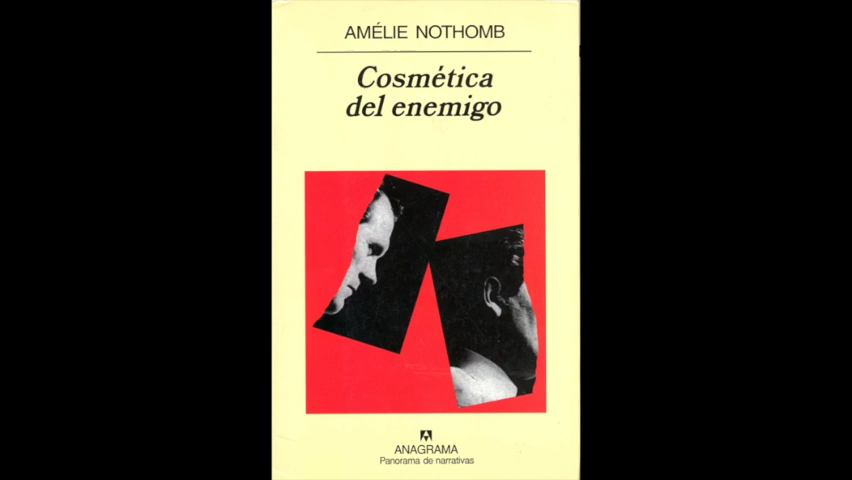 AMÉLIE NOTHOMB
Cosmética
del enemigo
ANAGRAMA
Panorama de narrativas